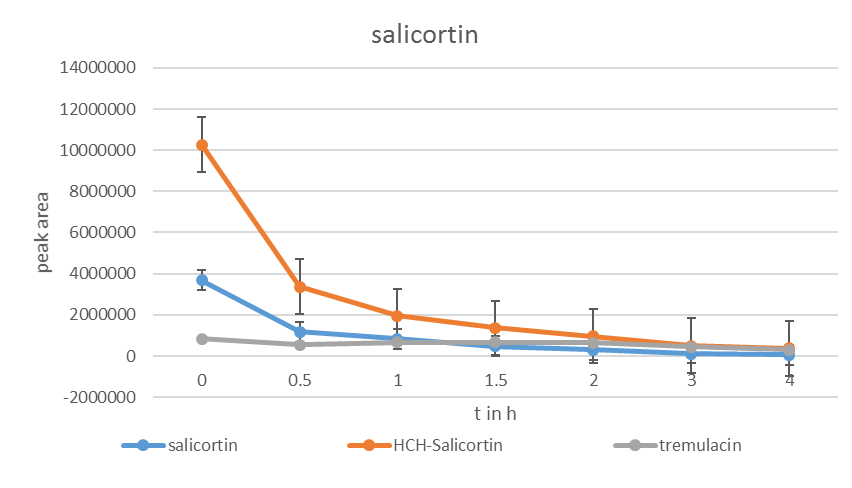 salicortin
14000000
12000000
10000000
8000000
6000000
4000000
2000000
0
-2000000
peak area
0 0.5 1 1.5 2 3 4
t in h
salicortin HCH-Salicortin tremulacin